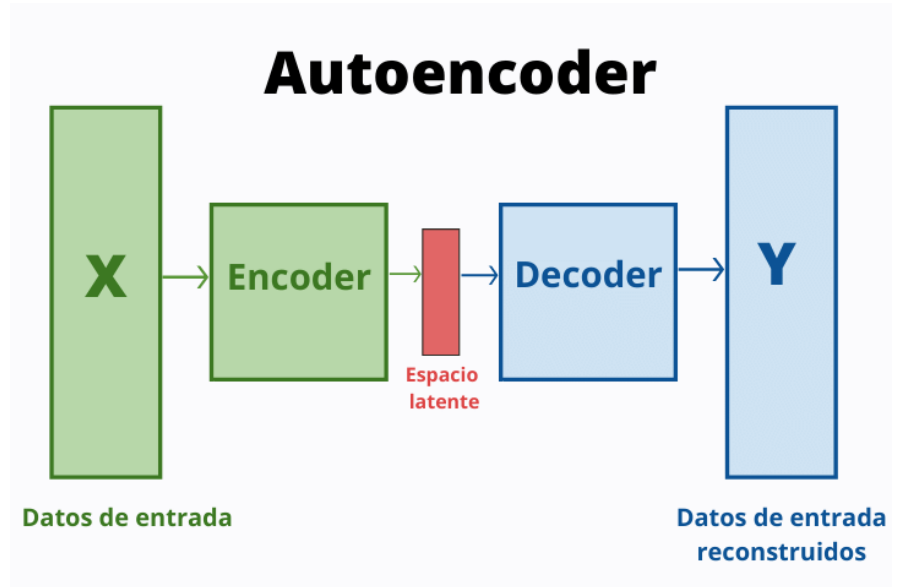 Autoencoder
X
Encoder
Decoder
Y
Espacio
latente
Datos de entrada
Datos de entrada
reconstruidos